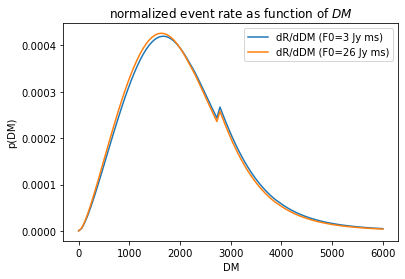 normalized event rate as function of DM
dR/dDM (F0=3 Jy ms)
dR/dDM (F0=26 Jy ms)
p(DM)
0.0004
0.0003
0.0002
0.0001
0.0000
0 1000 2000 3000 4000 5000 6000
DM